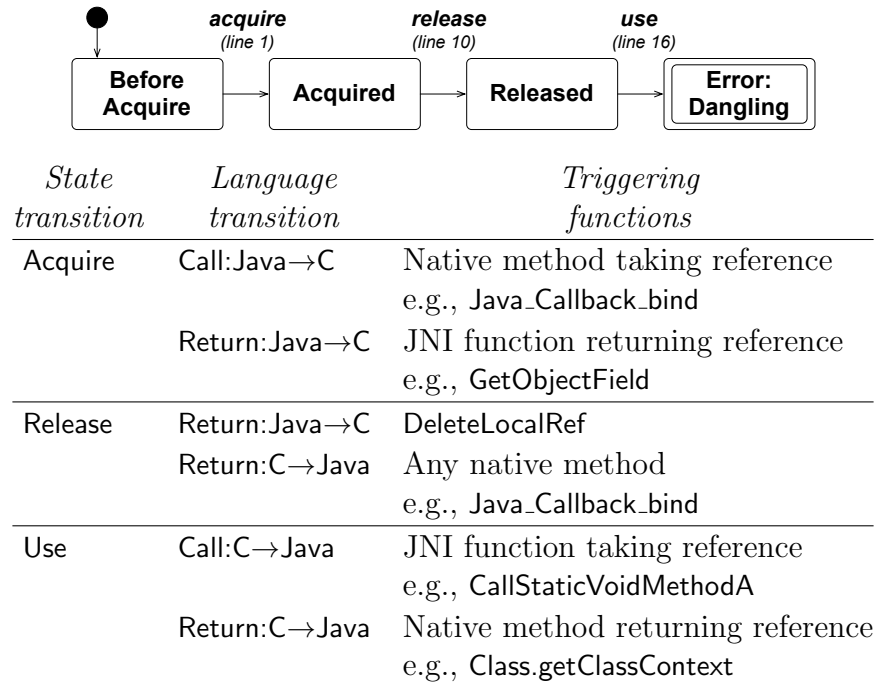 acquire release use
(line 1) (line 10) (line 16)
Before Acquired Released Error:
Acquire Dangling
State Language Triggering
transition transition functions
Acquire Call:Java→C Native method taking reference
e.g., Java_Callback_bind
Return:Java→C JNI function returning reference
e.g., GetObjectField
Release Return:Java→C DeleteLocalRef
Return:C→Java Any native method
e.g., Java_Callback_bind
Use Call:C→Java JNI function taking reference
e.g., CallStaticVoidMethodA
Return:C→Java Native method returning reference
e.g., Class.getClassContext